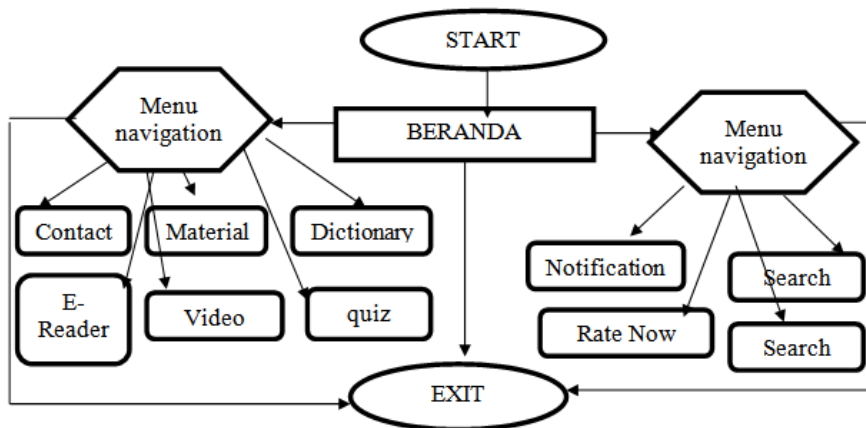 START
Menu
navigation
BERANDA
Menu
navigation
Contact
Material
Dictionary
Notification
Search
E-
Reader
Video
quiz
Rate Now
Search
EXIT